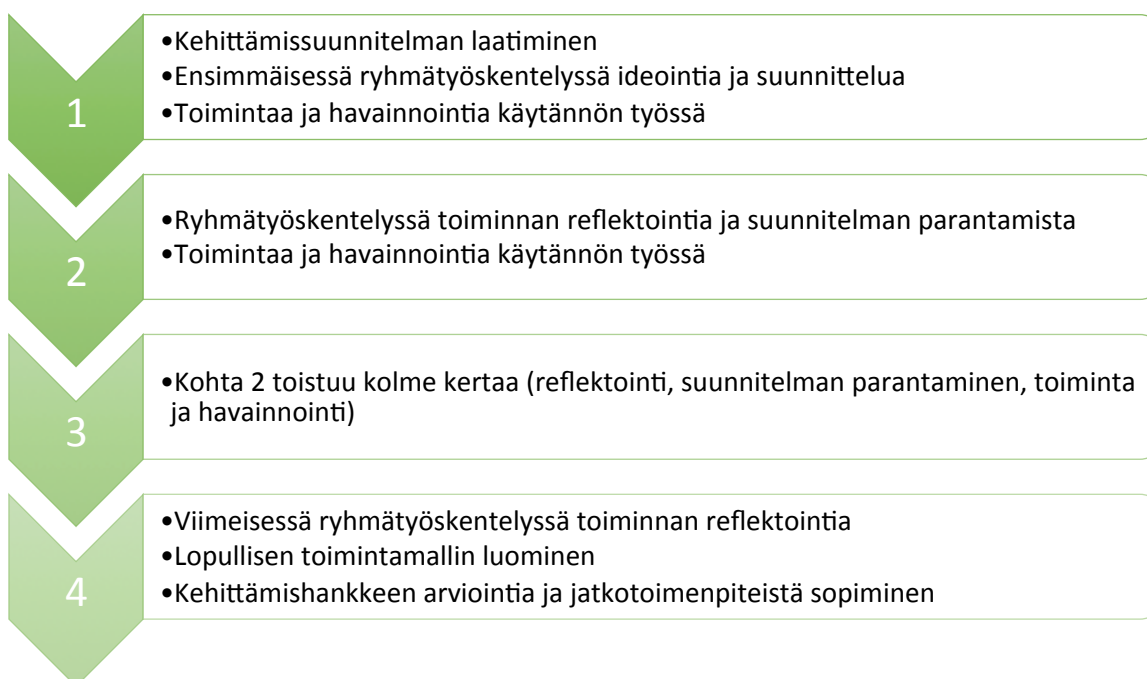 1
•Kehittämissuunnitelman laatiminen
•Ensimmäisessä ryhmätyöskentelyssä ideointia ja suunnittelua
•Toimintaa ja havainnointia käytännön työssä
2
•Ryhmätyöskentelyssä toiminnan reflektointia ja suunnitelman parantamista
•Toimintaa ja havainnointia käytännön työssä
3
•Kohta 2 toistuu kolme kertaa (reflektointi, suunnitelman parantaminen, toiminta
ja havainnointi)
4
•Viimeisessä ryhmätyöskentelyssä toiminnan reflektointia
•Lopullisen toimintamallin luominen
•Kehittämishankkeen arviointia ja jatkotoimenpiteistä sopiminen